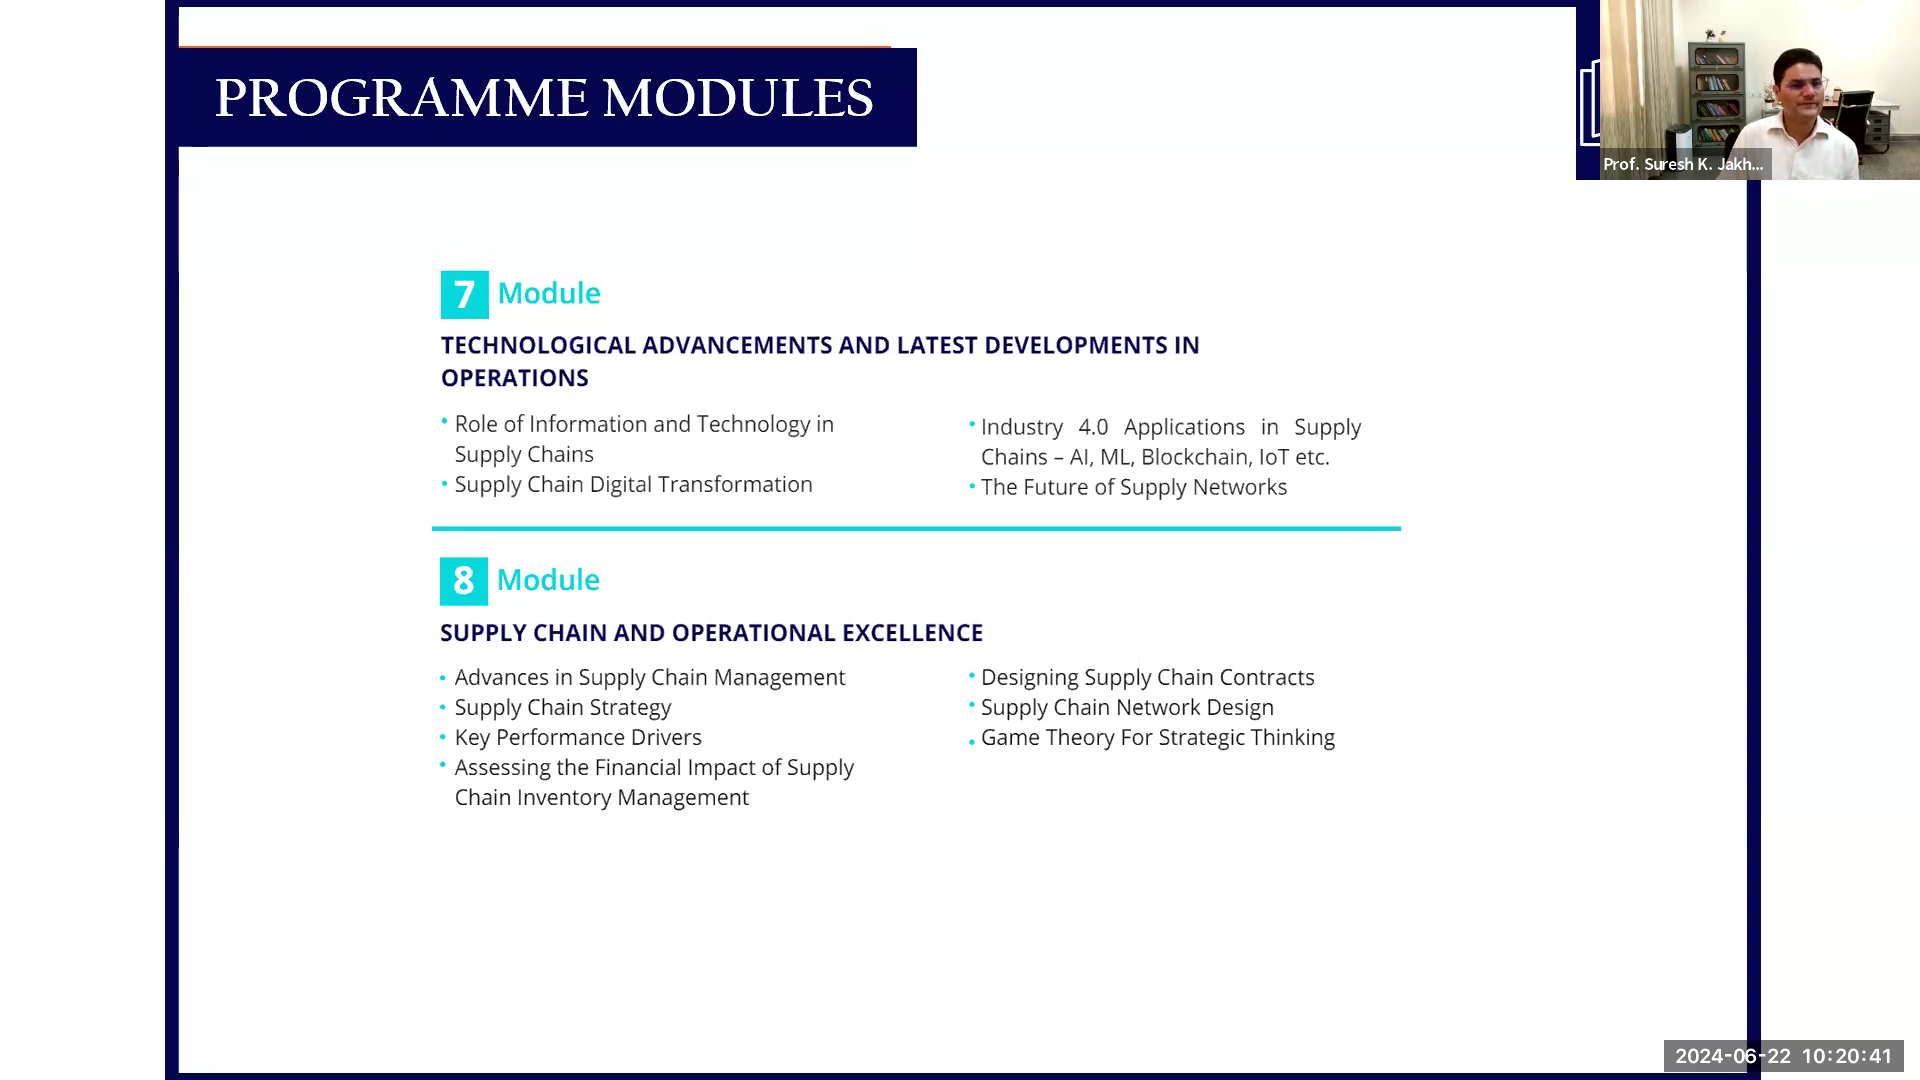 PROGRAMME MODULES
Prof. Suresh K. Jakh...
7 Module
TECHNOLOGICAL ADVANCEMENTS AND LATEST DEVELOPMENTS IN
OPERATIONS
• Role of Information and Technology in
Supply Chains
• Supply Chain Digital Transformation
• Industry 4.0 Applications in Supply
Chains – AI, ML, Blockchain, IoT etc.
• The Future of Supply Networks
8 Module
SUPPLY CHAIN AND OPERATIONAL EXCELLENCE
• Advances in Supply Chain Management
• Supply Chain Strategy
• Key Performance Drivers
• Assessing the Financial Impact of Supply
Chain Inventory Management
• Designing Supply Chain Contracts
• Supply Chain Network Design
• Game Theory For Strategic Thinking
2024-06-22 10:20:41